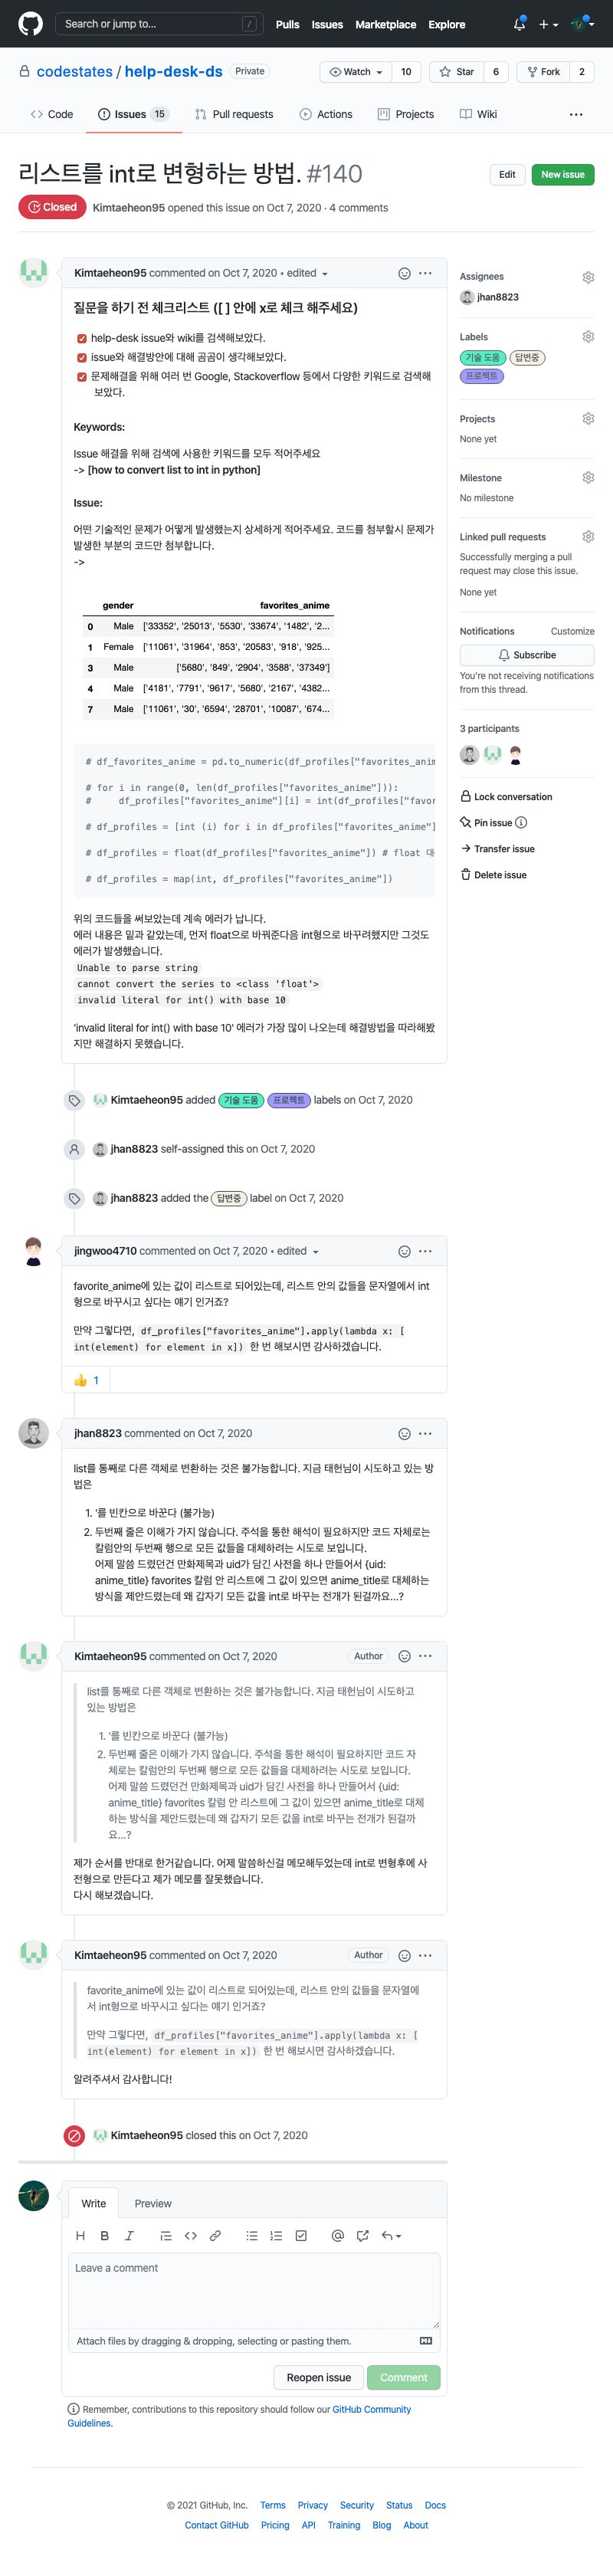 Search or jump to...
/
Pulls Issues Marketplace Explore
codestates / help-desk-ds Private
Watch 10 Star 6 Fork 2
Code Issues 15 Pull requests Actions Projects Wiki
리스트를 int로 변형하는 방법. #140
Edit New issue
Closed Kimtaeheon95 opened this issue on Oct 7, 2020 · 4 comments
Kimtaeheon95 commented on Oct 7, 2020 • edited
질문을 하기 전 체크리스트 ([ ] 안에 x로 체크 해주세요)
help-desk issue와 wiki를 검색해보았다.
issue와 해결방안에 대해 곰곰이 생각해보았다.
문제해결을 위해 여러 번 Google, Stackoverflow 등에서 다양한 키워드로 검색해
보았다.
Keywords:
Issue 해결을 위해 검색에 사용한 키워드를 모두 적어주세요
-> [how to convert list to int in python]
Issue:
어떤 기술적인 문제가 어떻게 발생했는지 상세하게 적어주세요. 코드를 첨부할시 문제가
발생한 부분의 코드만 첨부합니다.
->
gender favorites_anime
0 Male ['33352', '25013', '5530', '33674', '1482', '2...
1 Female ['11061', '31964', '853', '20583', '918', '925...
3 Male ['5680', '849', '2904', '3588', '37349']
4 Male ['4181', '7791', '9617', '5680', '2167', '4382...
7 Male ['11061', '30', '6594', '28701', '10087', '674...
# df_favorites_anime = pd.to_numeric(df_profiles["favorites_anim
# for i in range(0, len(df_profiles["favorites_anime"])):
# df_profiles["favorites_anime"][i] = int(df_profiles["favor
# df_profiles = [int (i) for i in df_profiles["favorites_anime"]
# df_profiles = float(df_profiles["favorites_anime"]) # float 대
# df_profiles = map(int, df_profiles["favorites_anime"])
위의 코드들을 써보았는데 계속 에러가 납니다.
에러 내용은 밑과 같았는데, 먼저 float으로 바꿔준다음 int형으로 바꾸려했지만 그것도
에러가 발생했습니다.
Unable to parse string
cannot convert the series to <class 'float'>
invalid literal for int() with base 10
'invalid literal for int() with base 10' 에러가 가장 많이 나오는데 해결방법을 따라해봤
지만 해결하지 못했습니다.
Kimtaeheon95 added 기술 도움 프로젝트 labels on Oct 7, 2020
jhan8823 self-assigned this on Oct 7, 2020
jhan8823 added the 답변중 label on Oct 7, 2020
jingwoo4710 commented on Oct 7, 2020 • edited
favorite_anime에 있는 값이 리스트로 되어있는데, 리스트 안의 값들을 문자열에서 int
형으로 바꾸시고 싶다는 얘기 인거죠?
만약 그렇다면, df_profiles["favorites_anime"].apply(lambda x: [
int(element) for element in x]) 한 번 해보시면 감사하겠습니다.
👍 1
jhan8823 commented on Oct 7, 2020
list를 통째로 다른 객체로 변환하는 것은 불가능합니다. 지금 태헌님이 시도하고 있는 방
법은
1. '를 빈칸으로 바꾼다 (불가능)
2. 두번째 줄은 이해가 가지 않습니다. 주석을 통한 해석이 필요하지만 코드 자체로는
칼럼안의 두번째 행으로 모든 값들을 대체하려는 시도로 보입니다.
어제 말씀 드렸던건 만화제목과 uid가 담긴 사전을 하나 만들어서 {uid:
anime_title} favorites 칼럼 안 리스트에 그 값이 있으면 anime_title로 대체하는
방식을 제안드렸는데 왜 갑자기 모든 값을 int로 바꾸는 전개가 된걸까요...?
Kimtaeheon95 commented on Oct 7, 2020 Author
list를 통째로 다른 객체로 변환하는 것은 불가능합니다. 지금 태헌님이 시도하고
있는 방법은
1. '를 빈칸으로 바꾼다 (불가능)
2. 두번째 줄은 이해가 가지 않습니다. 주석을 통한 해석이 필요하지만 코드 자
체로는 칼럼안의 두번째 행으로 모든 값들을 대체하려는 시도로 보입니다.
어제 말씀 드렸던건 만화제목과 uid가 담긴 사전을 하나 만들어서 {uid:
anime_title} favorites 칼럼 안 리스트에 그 값이 있으면 anime_title로 대체
하는 방식을 제안드렸는데 왜 갑자기 모든 값을 int로 바꾸는 전개가 된걸까
요...?
제가 순서를 반대로 한거같습니다. 어제 말씀하신걸 메모해두었는데 int로 변형후에 사
전형으로 만든다고 제가 메모를 잘못했습니다.
다시 해보겠습니다.
Kimtaeheon95 commented on Oct 7, 2020 Author
favorite_anime에 있는 값이 리스트로 되어있는데, 리스트 안의 값들을 문자열에
서 int형으로 바꾸시고 싶다는 얘기 인거죠?
만약 그렇다면, df_profiles["favorites_anime"].apply(lambda x: [
int(element) for element in x]) 한 번 해보시면 감사하겠습니다.
알려주셔서 감사합니다!
Kimtaeheon95 closed this on Oct 7, 2020
Write Preview
Leave a comment
Attach files by dragging & dropping, selecting or pasting them.
Reopen issue Comment
Remember, contributions to this repository should follow our GitHub Community
Guidelines.
Assignees
jhan8823
Labels
기술 도움 답변중
프로젝트
Projects
None yet
Milestone
No milestone
Linked pull requests
Successfully merging a pull
request may close this issue.
None yet
Notifications Customize
Subscribe
You're not receiving notifications
from this thread.
3 participants
Lock conversation
Pin issue
Transfer issue
Delete issue
© 2021 GitHub, Inc. Terms Privacy Security Status Docs
Contact GitHub Pricing API Training Blog About